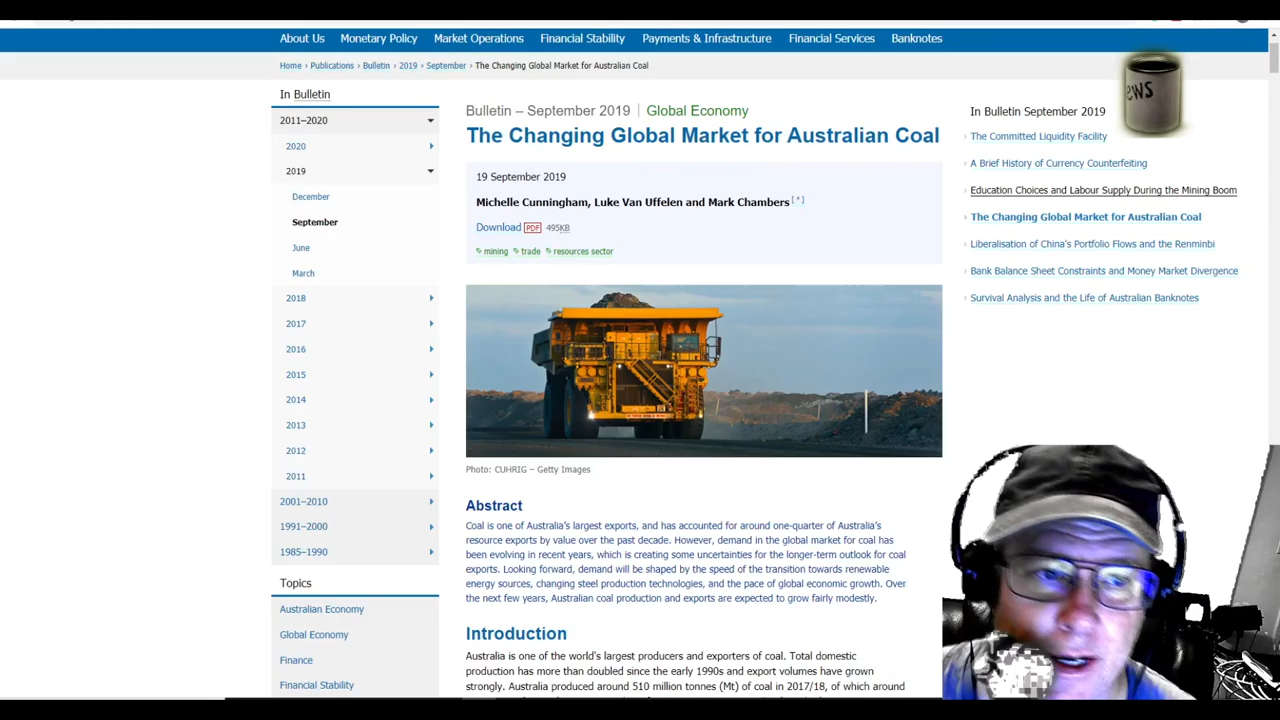 About Us Monetary Policy Market Operations Financial Stability Payments & Infrastructure Financial Services Banknotes
Home › Publications › Bulletin › 2019 › September › The Changing Global Market for Australian Coal
In Bulletin
2011–2020
2020
2019
December
September
June
March
2018
2017
2016
2015
2014
2013
2012
2011
2001–2010
1991–2000
1985–1990
Topics
Australian Economy
Global Economy
Finance
Financial Stability
Bulletin – September 2019 Global Economy
The Changing Global Market for Australian Coal
19 September 2019
Michelle Cunningham, Luke Van Uffelen and Mark Chambers [*]
Download PDF 495KB
mining trade resources sector
Photo: CUHRIG – Getty Images
Abstract
Coal is one of Australia's largest exports, and has accounted for around one-quarter of Australia's
resource exports by value over the past decade. However, demand in the global market for coal has
been evolving in recent years, which is creating some uncertainties for the longer-term outlook for coal
exports. Looking forward, demand will be shaped by the speed of the transition towards renewable
energy sources, changing steel production technologies, and the pace of global economic growth. Over
the next few years, Australian coal production and exports are expected to grow fairly modestly.
Introduction
Australia is one of the world's largest producers and exporters of coal. Total domestic
production has more than doubled since the early 1990s and export volumes have grown
strongly. Australia produced around 510 million tonnes (Mt) of coal in 2017/18, of which around
ews
In Bulletin September 2019
The Committed Liquidity Facility
A Brief History of Currency Counterfeiting
Education Choices and Labour Supply During the Mining Boom
The Changing Global Market for Australian Coal
Liberalisation of China's Portfolio Flows and the Renminbi
Bank Balance Sheet Constraints and Money Market Divergence
Survival Analysis and the Life of Australian Banknotes